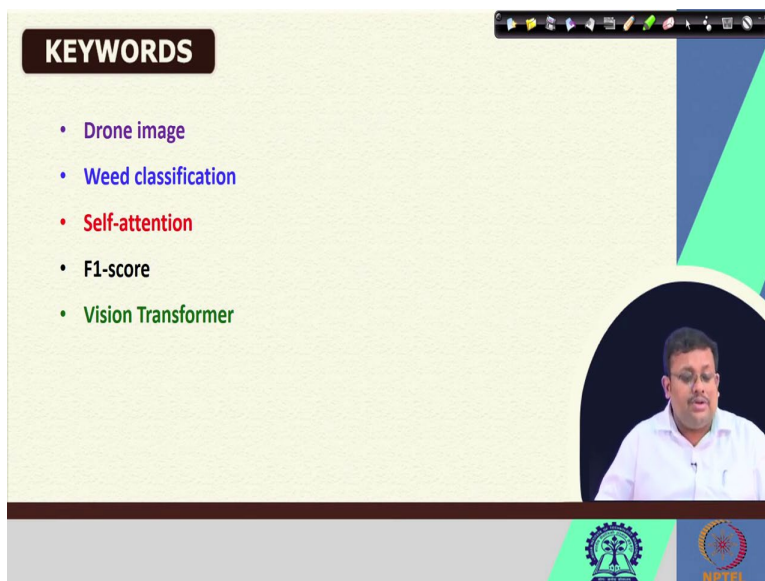 KEYWORDS
• Drone image
• Weed classification
• Self-attention
• F1-score
• Vision Transformer
NPTEL